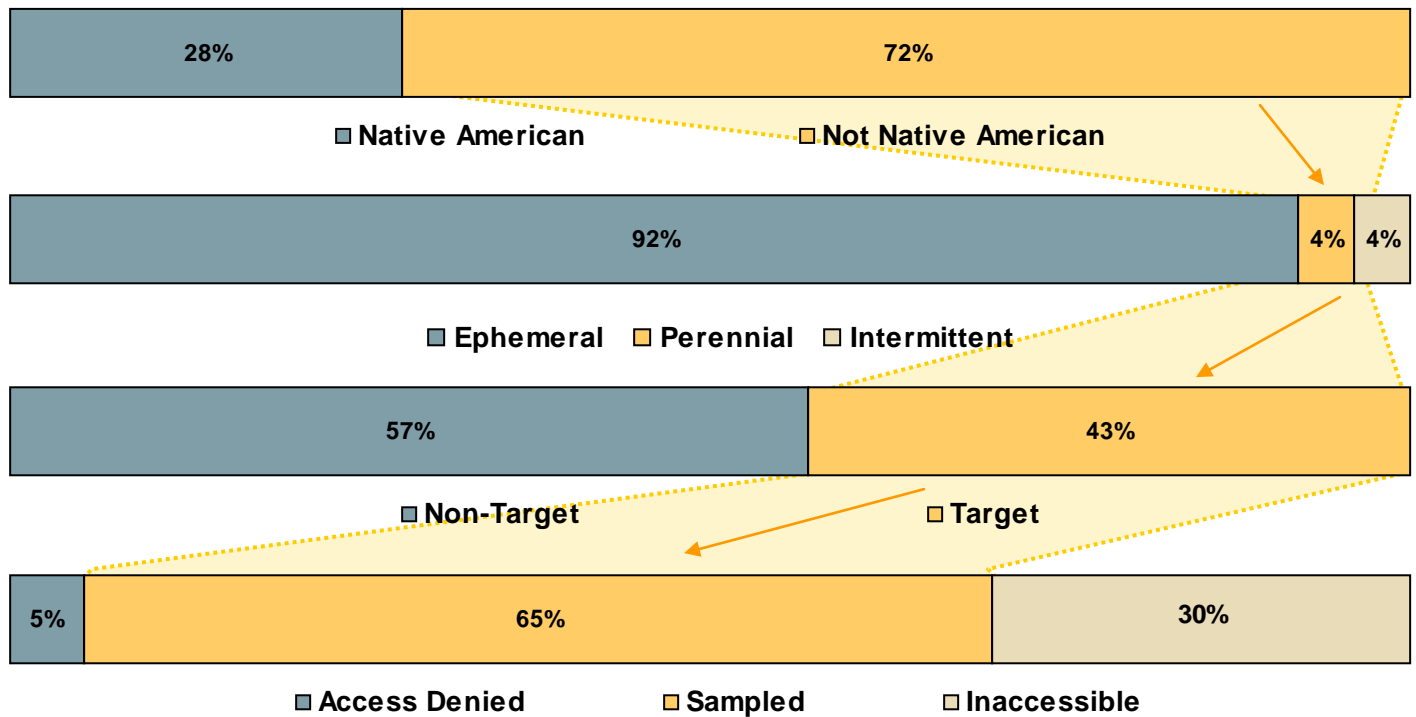 28% 72%
Native American Not Native American
92% 4% 4%
Ephemeral Perennial Intermittent
57% 43%
Non-Target Target
5% 65% 30%
Access Denied Sampled Inaccessible